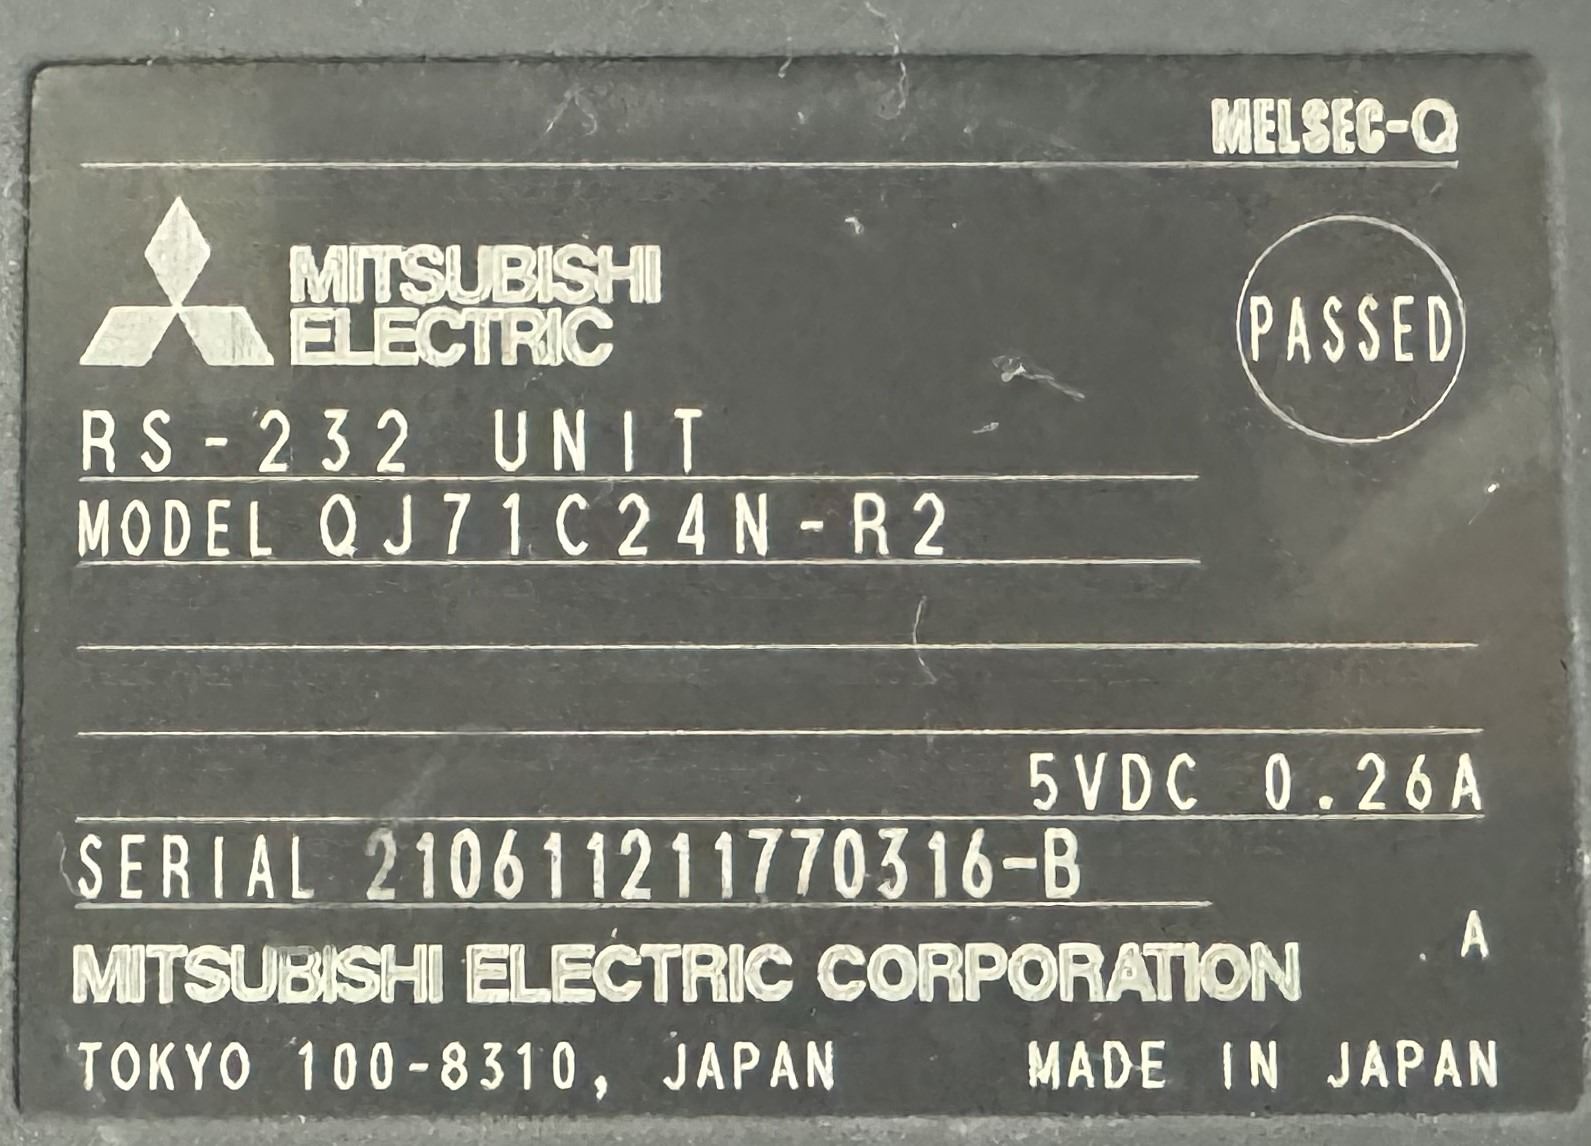 MELSEC-Q
MITSUBISHI
ELECTRIC
PASSED
RS-232 UNIT
MODEL QJ71C24N-R2
5VDC 0.26A
SERIAL 210611211770316-B
A
MITSUBISHI ELECTRIC CORPORATION
TOKYO 100-8310, JAPAN MADE IN JAPAN